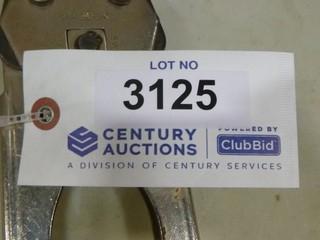 LOT NO
3125
CENTURY AUCTIONS
POWERED BY
ClubBid
A DIVISION OF CENTURY SERVICES